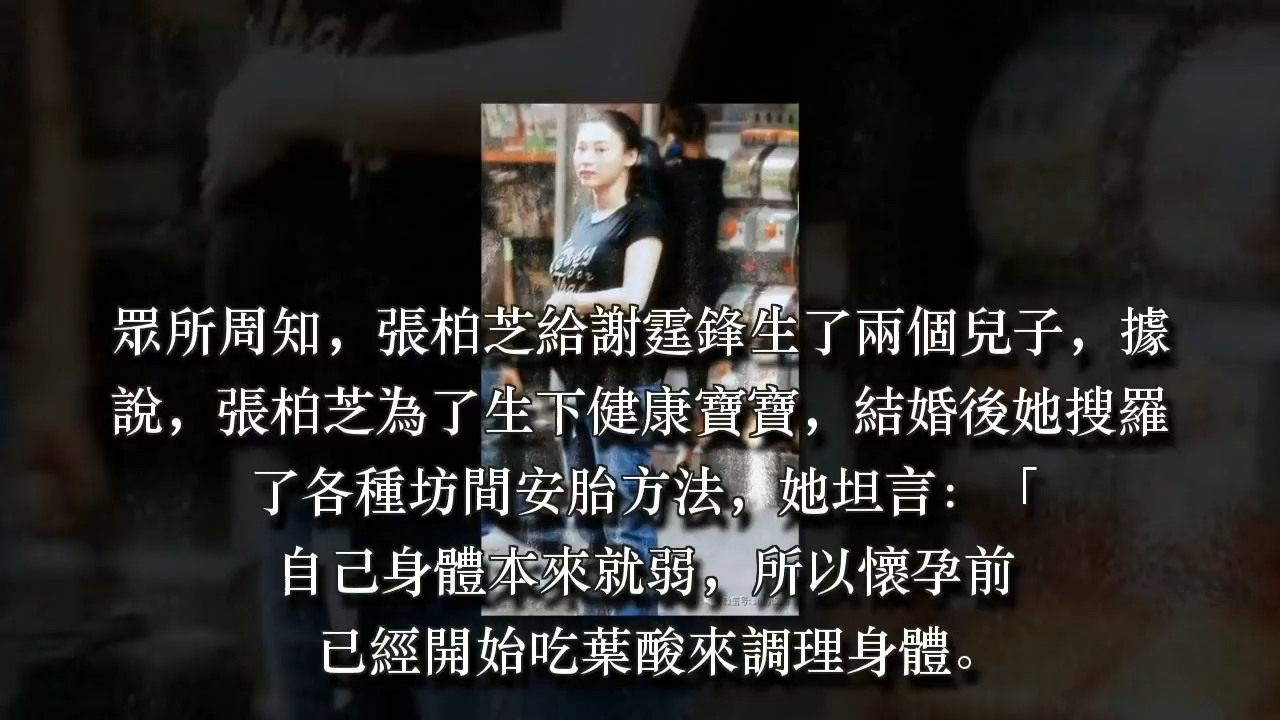 眾所周知，張柏芝給謝霆鋒生了兩個兒子，據
說，張柏芝為了生下健康寶寶，結婚後她搜羅
了各種坊間安胎方法，她坦言：「
自己身體本來就弱，所以懷孕前
已經開始吃葉酸來調理身體。